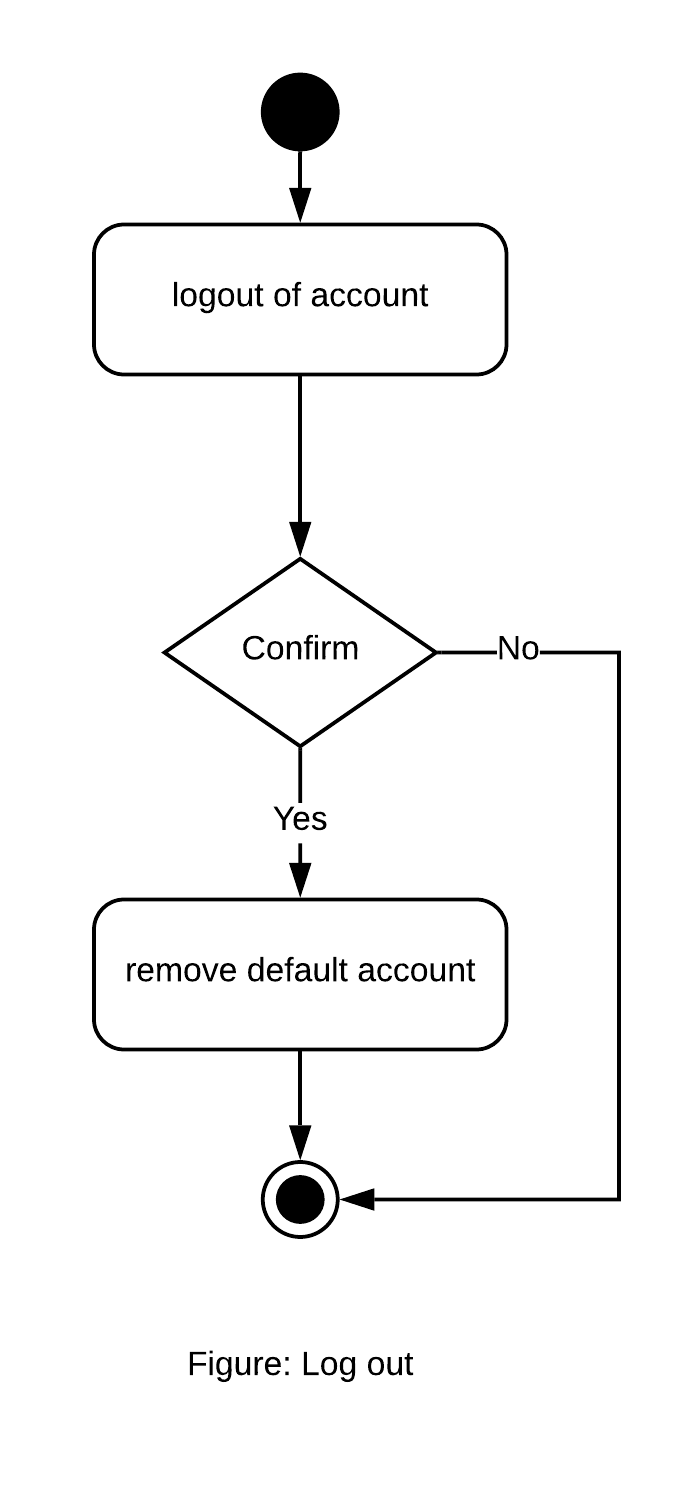 logout of account
Confirm
No
Yes
remove default account
Figure: Log out